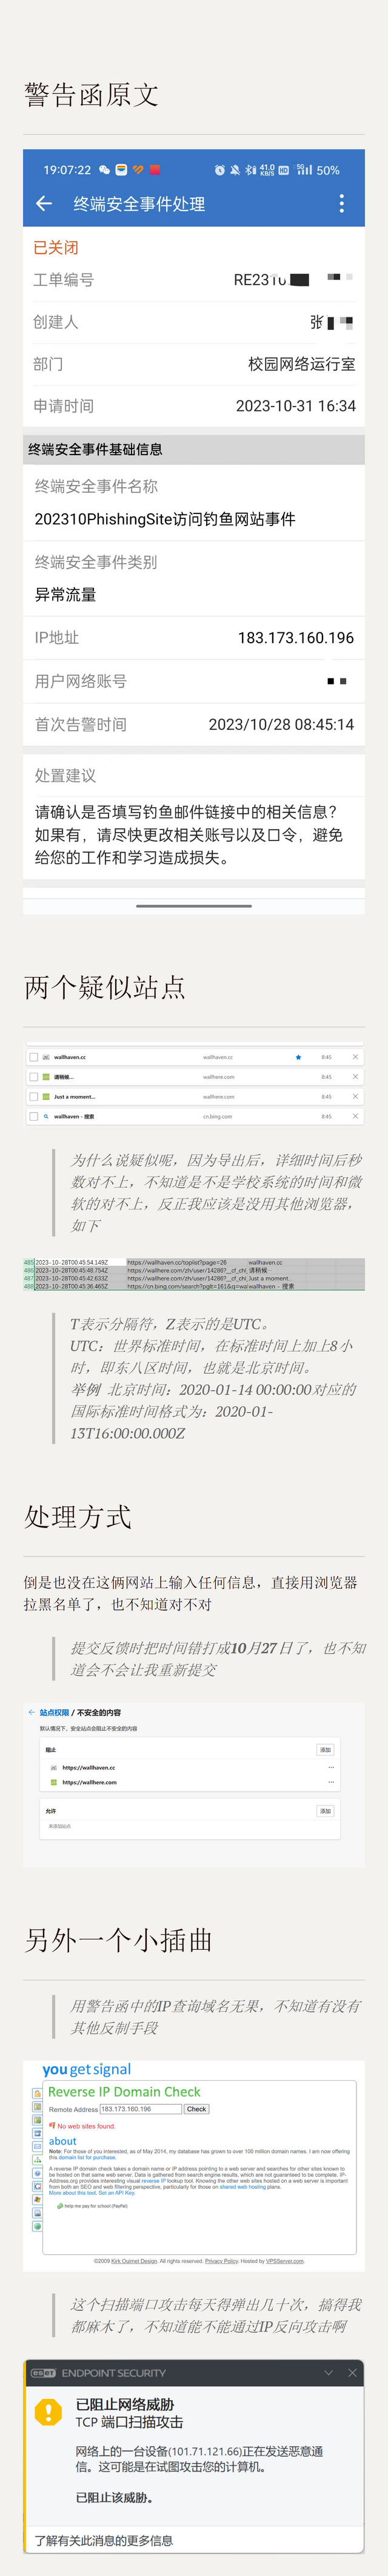 警告函原文
19:07:22
41.0 KB/S HD 5G 50%
终端安全事件处理
已关闭
工单编号 RE2310
创建人 张
部门 校园网络运行室
申请时间 2023-10-31 16:34
终端安全事件基础信息
终端安全事件名称
202310PhishingSite访问钓鱼网站事件
终端安全事件类别
异常流量
IP地址 183.173.160.196
用户网络账号
首次告警时间 2023/10/28 08:45:14
处置建议
请确认是否填写钓鱼邮件链接中的相关信息?
如果有，请尽快更改相关账号以及口令，避免
给您的工作和学习造成损失。
两个疑似站点
wallhaven.cc wallhaven.cc 8:45
请稍候... wallhere.com 8:45
Just a moment... wallhere.com 8:45
wallhaven - 搜索 cn.bing.com 8:45
为什么说疑似呢，因为导出后，详细时间后秒
数对不上，不知道是不是学校系统的时间和微
软的对不上，反正我应该是没用其他浏览器，
如下
485 2023-10-28T00:45:54.149Z https://wallhaven.cc/toplist?page=26 wallhaven.cc
486 2023-10-28T00:45:48.754Z https://wallhere.com/zh/user/14286?__cf_chl_ 请稍候…
487 2023-10-28T00:45:42.633Z https://wallhere.com/zh/user/14286?__cf_chl_ Just a moment...
488 2023-10-28T00:45:36.465Z https://cn.bing.com/search?pglt=161&q=wal wallhaven - 搜索
T表示分隔符，Z表示的是UTC。
UTC：世界标准时间，在标准时间上加上8小
时，即东八区时间，也就是北京时间。
举例 北京时间：2020-01-14 00:00:00对应的
国际标准时间格式为：2020-01-
13T16:00:00.000Z
处理方式
倒是也没在这俩网站上输入任何信息，直接用浏览器
拉黑名单了，也不知道对不对
提交反馈时把时间错打成10月27日了，也不知
道会不会让我重新提交
站点权限 / 不安全的内容
默认情况下，安全站点会阻止不安全的内容
阻止 添加
https://wallhaven.cc
https://wallhere.com
允许 添加
未添加站点
另外一个小插曲
用警告函中的IP查询域名无果，不知道有没有
其他反制手段
you get signal
Reverse IP Domain Check
Remote Address 183.173.160.196 Check
No web sites found.
about
Note: For those of you interested, as of May 2014, my database has grown to over 100 million domain names. I am now offering
this domain list for purchase.
A reverse IP domain check takes a domain name or IP address pointing to a web server and searches for other sites known to
be hosted on that same web server. Data is gathered from search engine results, which are not guaranteed to be complete. IP-
Address.org provides interesting visual reverse IP lookup tool. Knowing the other web sites hosted on a web server is important
from both an SEO and web filtering perspective, particularly for those on shared web hosting plans.
More about this tool. Set an API Key.
help me pay for school (PayPal)
©2009 Kirk Ouimet Design. All rights reserved. Privacy Policy. Hosted by VPSServer.com.
这个扫描端口攻击每天得弹出几十次，搞得我
都麻木了，不知道能不能通过IP反向攻击啊
eset ENDPOINT SECURITY
已阻止网络威胁
TCP 端口扫描攻击
网络上的一台设备(101.71.121.66)正在发送恶意通
信。这可能是在试图攻击您的计算机。
已阻止该威胁。
了解有关此消息的更多信息